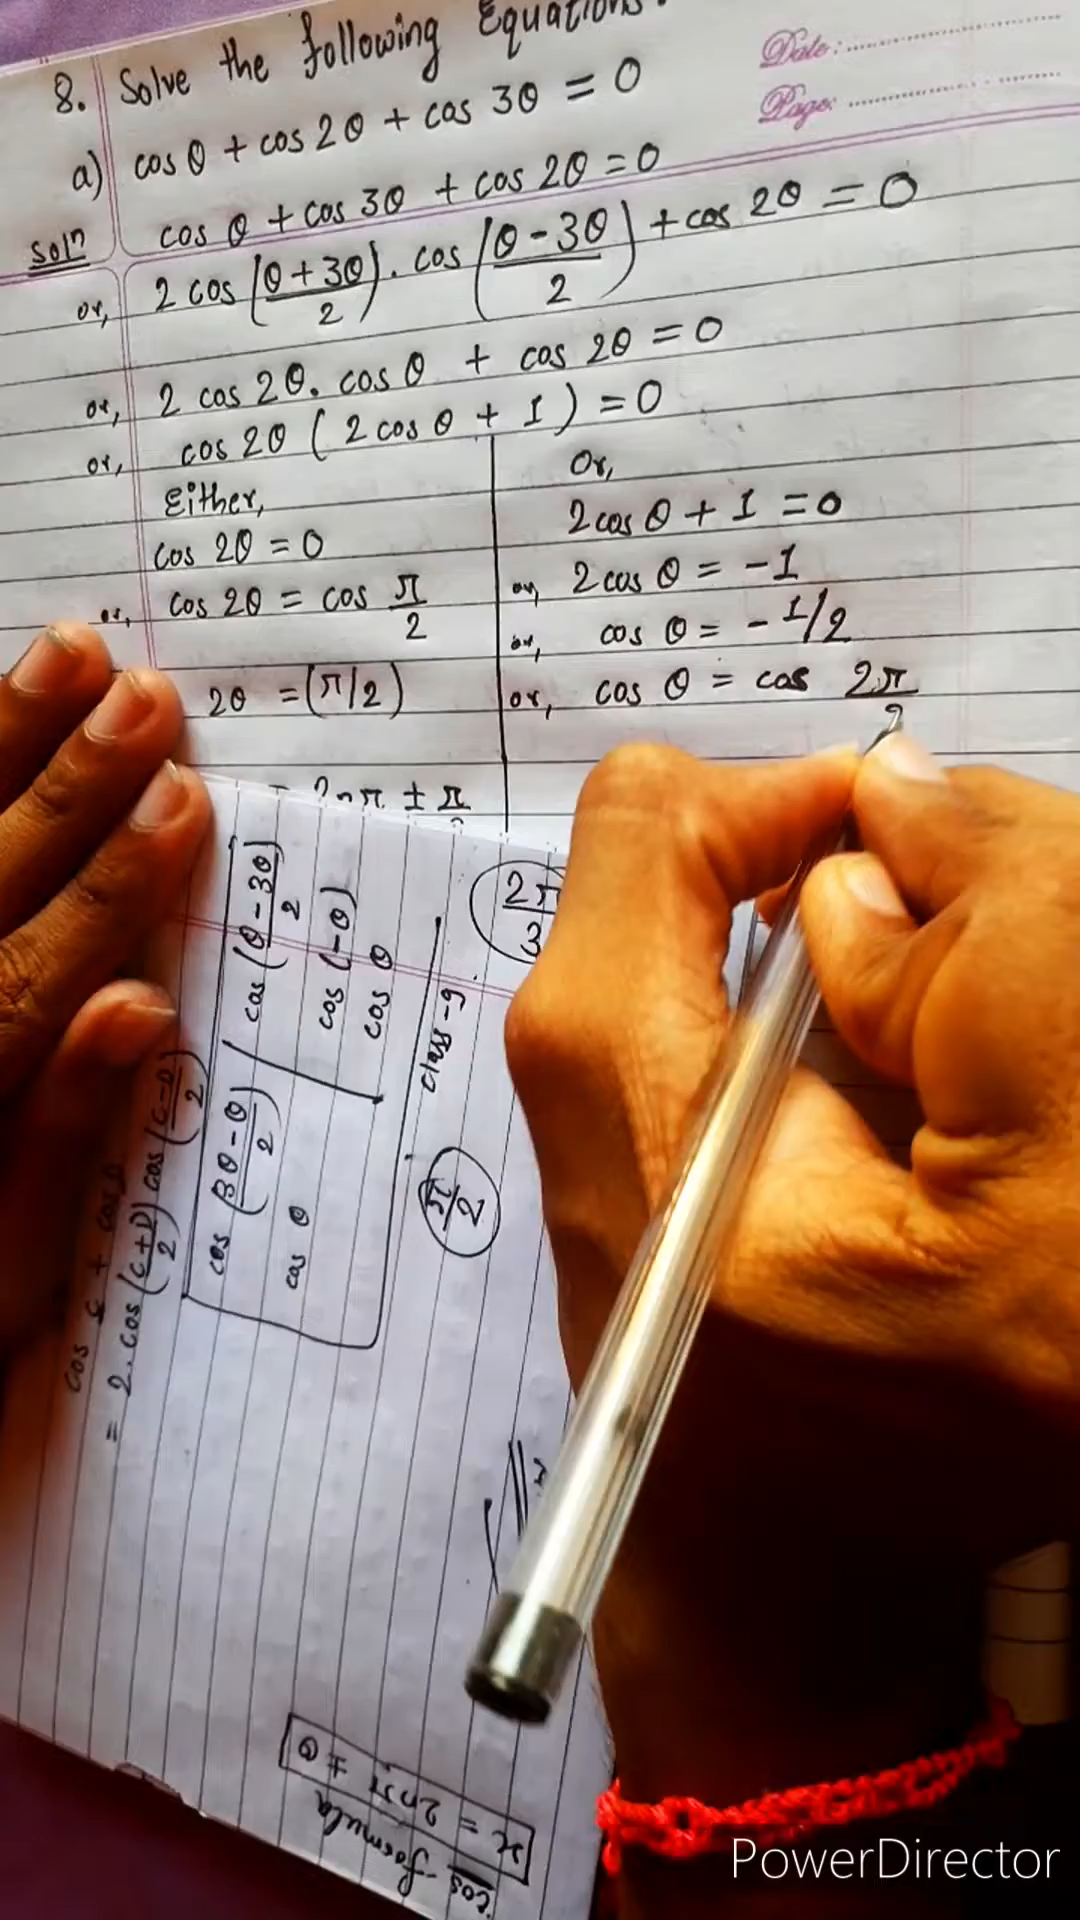 8. Solve the following Equations.
Date:
Page:
a) cos θ + cos 2θ + cos 3θ = 0
Solⁿ cos θ + cos 3θ + cos 2θ = 0
or, 2 cos (θ + 3θ / 2) . cos (θ - 3θ / 2) + cos 2θ = 0
or, 2 cos 2θ . cos θ + cos 2θ = 0
or, cos 2θ ( 2 cos θ + 1 ) = 0
Either,
cos 2θ = 0
or, cos 2θ = cos π/2
2θ = (π/2)
= 2nπ ± π
Or,
2 cos θ + 1 = 0
or, 2 cos θ = -1
or, cos θ = - 1/2
or, cos θ = cos 2π
cos C + cos D
= 2. cos (C+D / 2) cos (C-D / 2)
cos (3θ - θ / 2)
cos θ
cos (θ - 3θ / 2)
cos (-θ)
cos θ
class - 9
π/2
2π/3
cos formula
x = 2nπ ± θ
PowerDirector